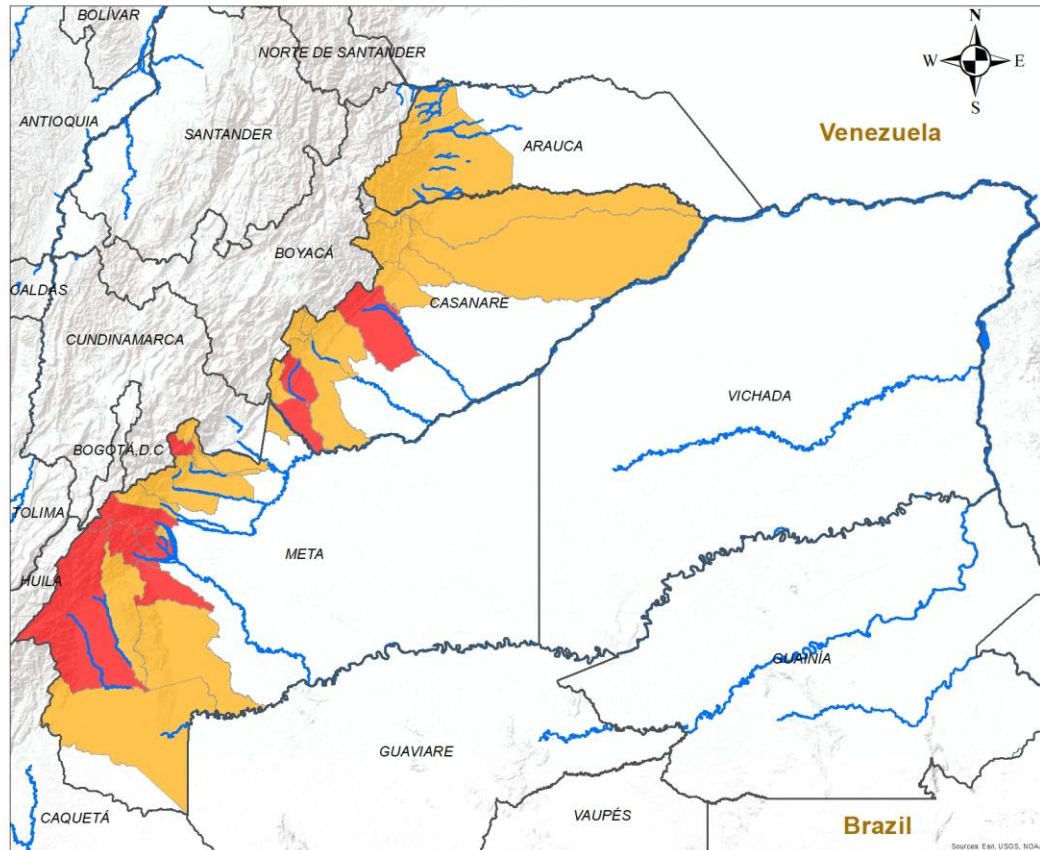 BOLÍVAR
NORTE DE SANTANDER
N
W
E
S
ANTIOQUIA
SANTANDER
ARAUCA
Venezuela
BOYACÁ
CALDAS
CASANARE
CUNDINAMARCA
VICHADA
BOGOTÁ,D.C
TOLIMA
META
HUILA
GUAINÍA
GUAVIARE
CAQUETÁ
VAUPÉS
Brazil
Sources: Esri, USGS, NOAA